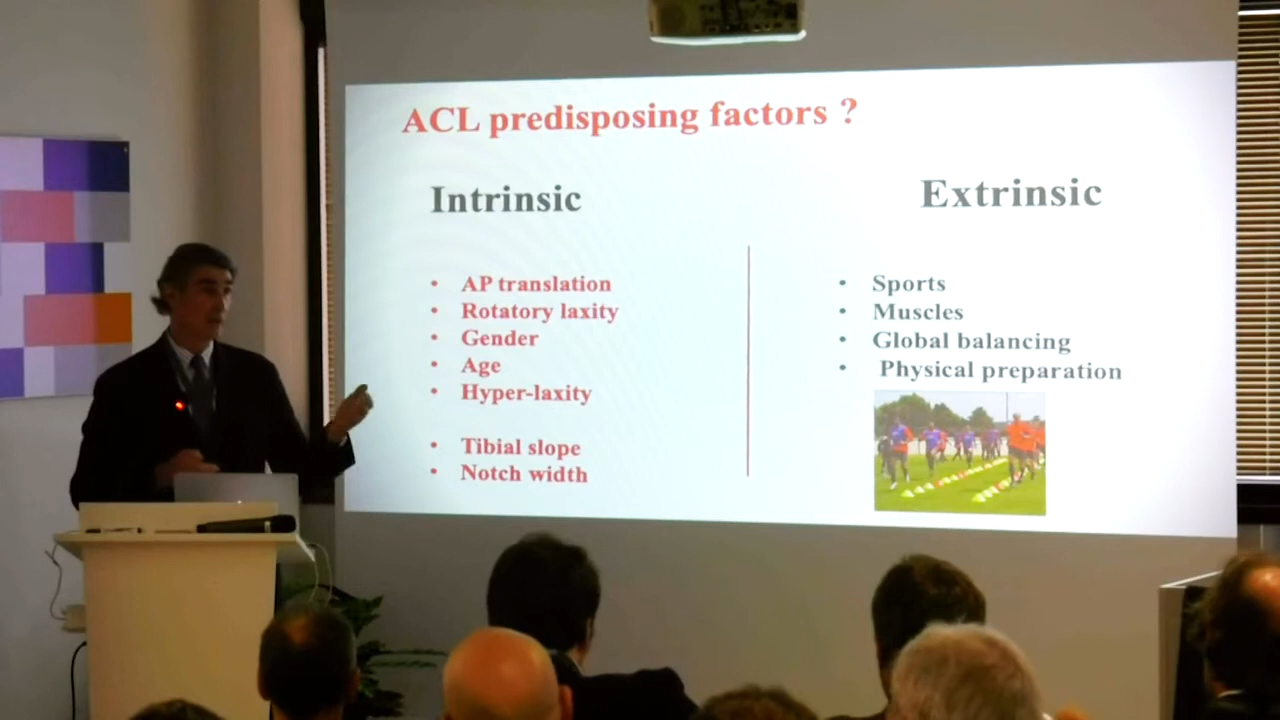 ACL predisposing factors ?
Intrinsic
• AP translation
• Rotatory laxity
• Gender
• Age
• Hyper-laxity
• Tibial slope
• Notch width
Extrinsic
• Sports
• Muscles
• Global balancing
• Physical preparation